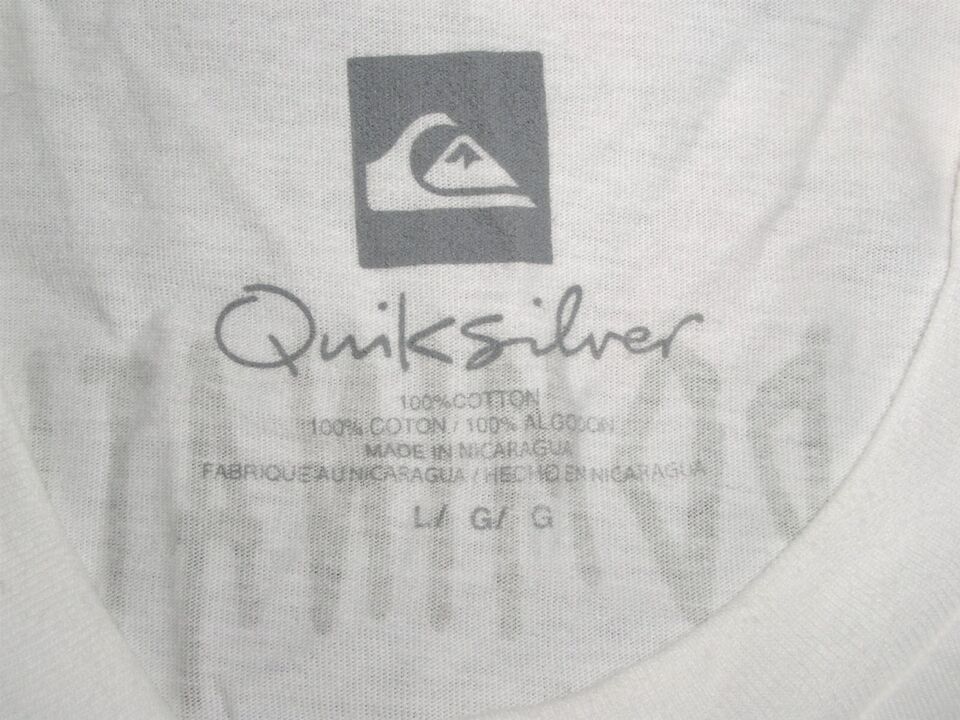 Quiksilver
100% COTTON
100% COTON / 100% ALGODON
MADE IN NICARAGUA
FABRIQUE AU NICARAGUA / HECHO EN NICARAGUA
L/ G/ G